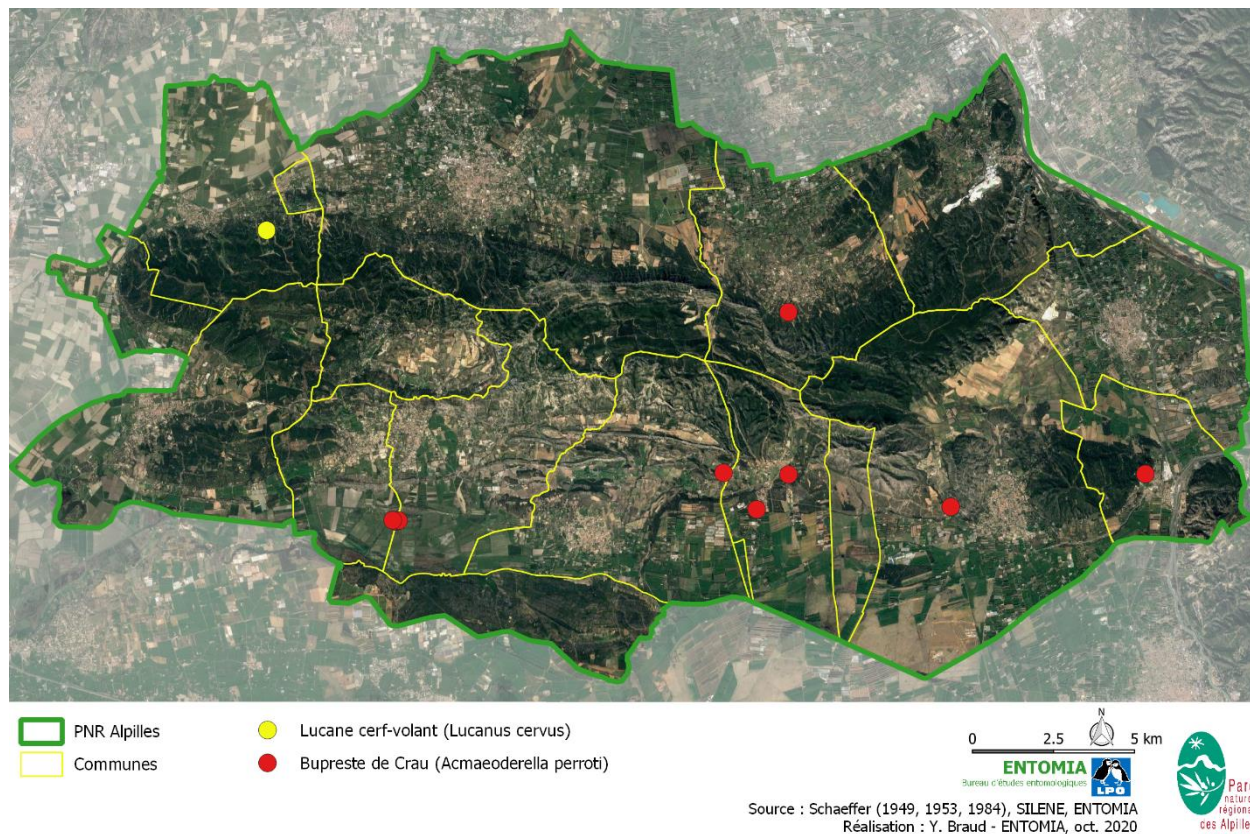 PNR Alpilles
Communes
Lucane cerf-volant (Lucanus cervus)
Bupreste de Crau (Acmaeoderella perroti)
N
0 2.5 5 km
ENTOMIA
Bureau d'études entomologiques
LPO
Source : Schaeffer (1949, 1953, 1984), SILENE, ENTOMIA
Réalisation : Y. Braud - ENTOMIA, oct. 2020
Parc
naturel
régional
des Alpilles